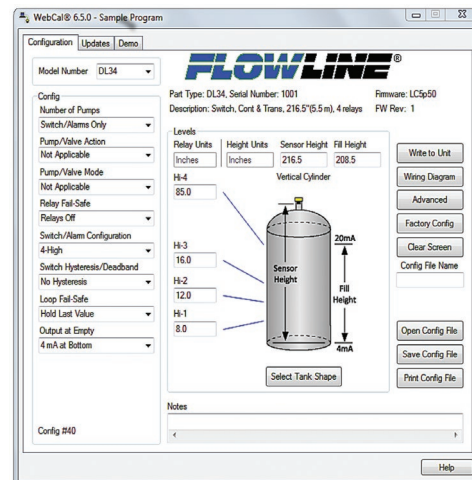 WebCal® 6.5.0 - Sample Program
Configuration Updates Demo
Model Number DL34
FLOWLINE®
Part Type: DL34, Serial Number: 1001 Firmware: LC5p50
Description: Switch, Cont & Trans, 216.5"(5.5 m), 4 relays FW Rev: 1
Config
Number of Pumps
Switch/Alarms Only
Pump/Valve Action
Not Applicable
Pump/Valve Mode
Not Applicable
Relay Fail-Safe
Relays Off
Switch/Alarm Configuration
4-High
Switch Hysteresis/Deadband
No Hysteresis
Loop Fail-Safe
Hold Last Value
Output at Empty
4 mA at Bottom
Config #40
Levels
Relay Units Height Units Sensor Height Fill Height
Inches Inches 216.5 208.5
Vertical Cylinder
Hi-4
85.0
Hi-3
16.0
Hi-2
12.0
Hi-1
8.0
20mA
Sensor
Height
Fill
Height
4mA
Select Tank Shape
Notes
Write to Unit
Wiring Diagram
Advanced
Factory Config
Clear Screen
Config File Name
Open Config File
Save Config File
Print Config File
Help